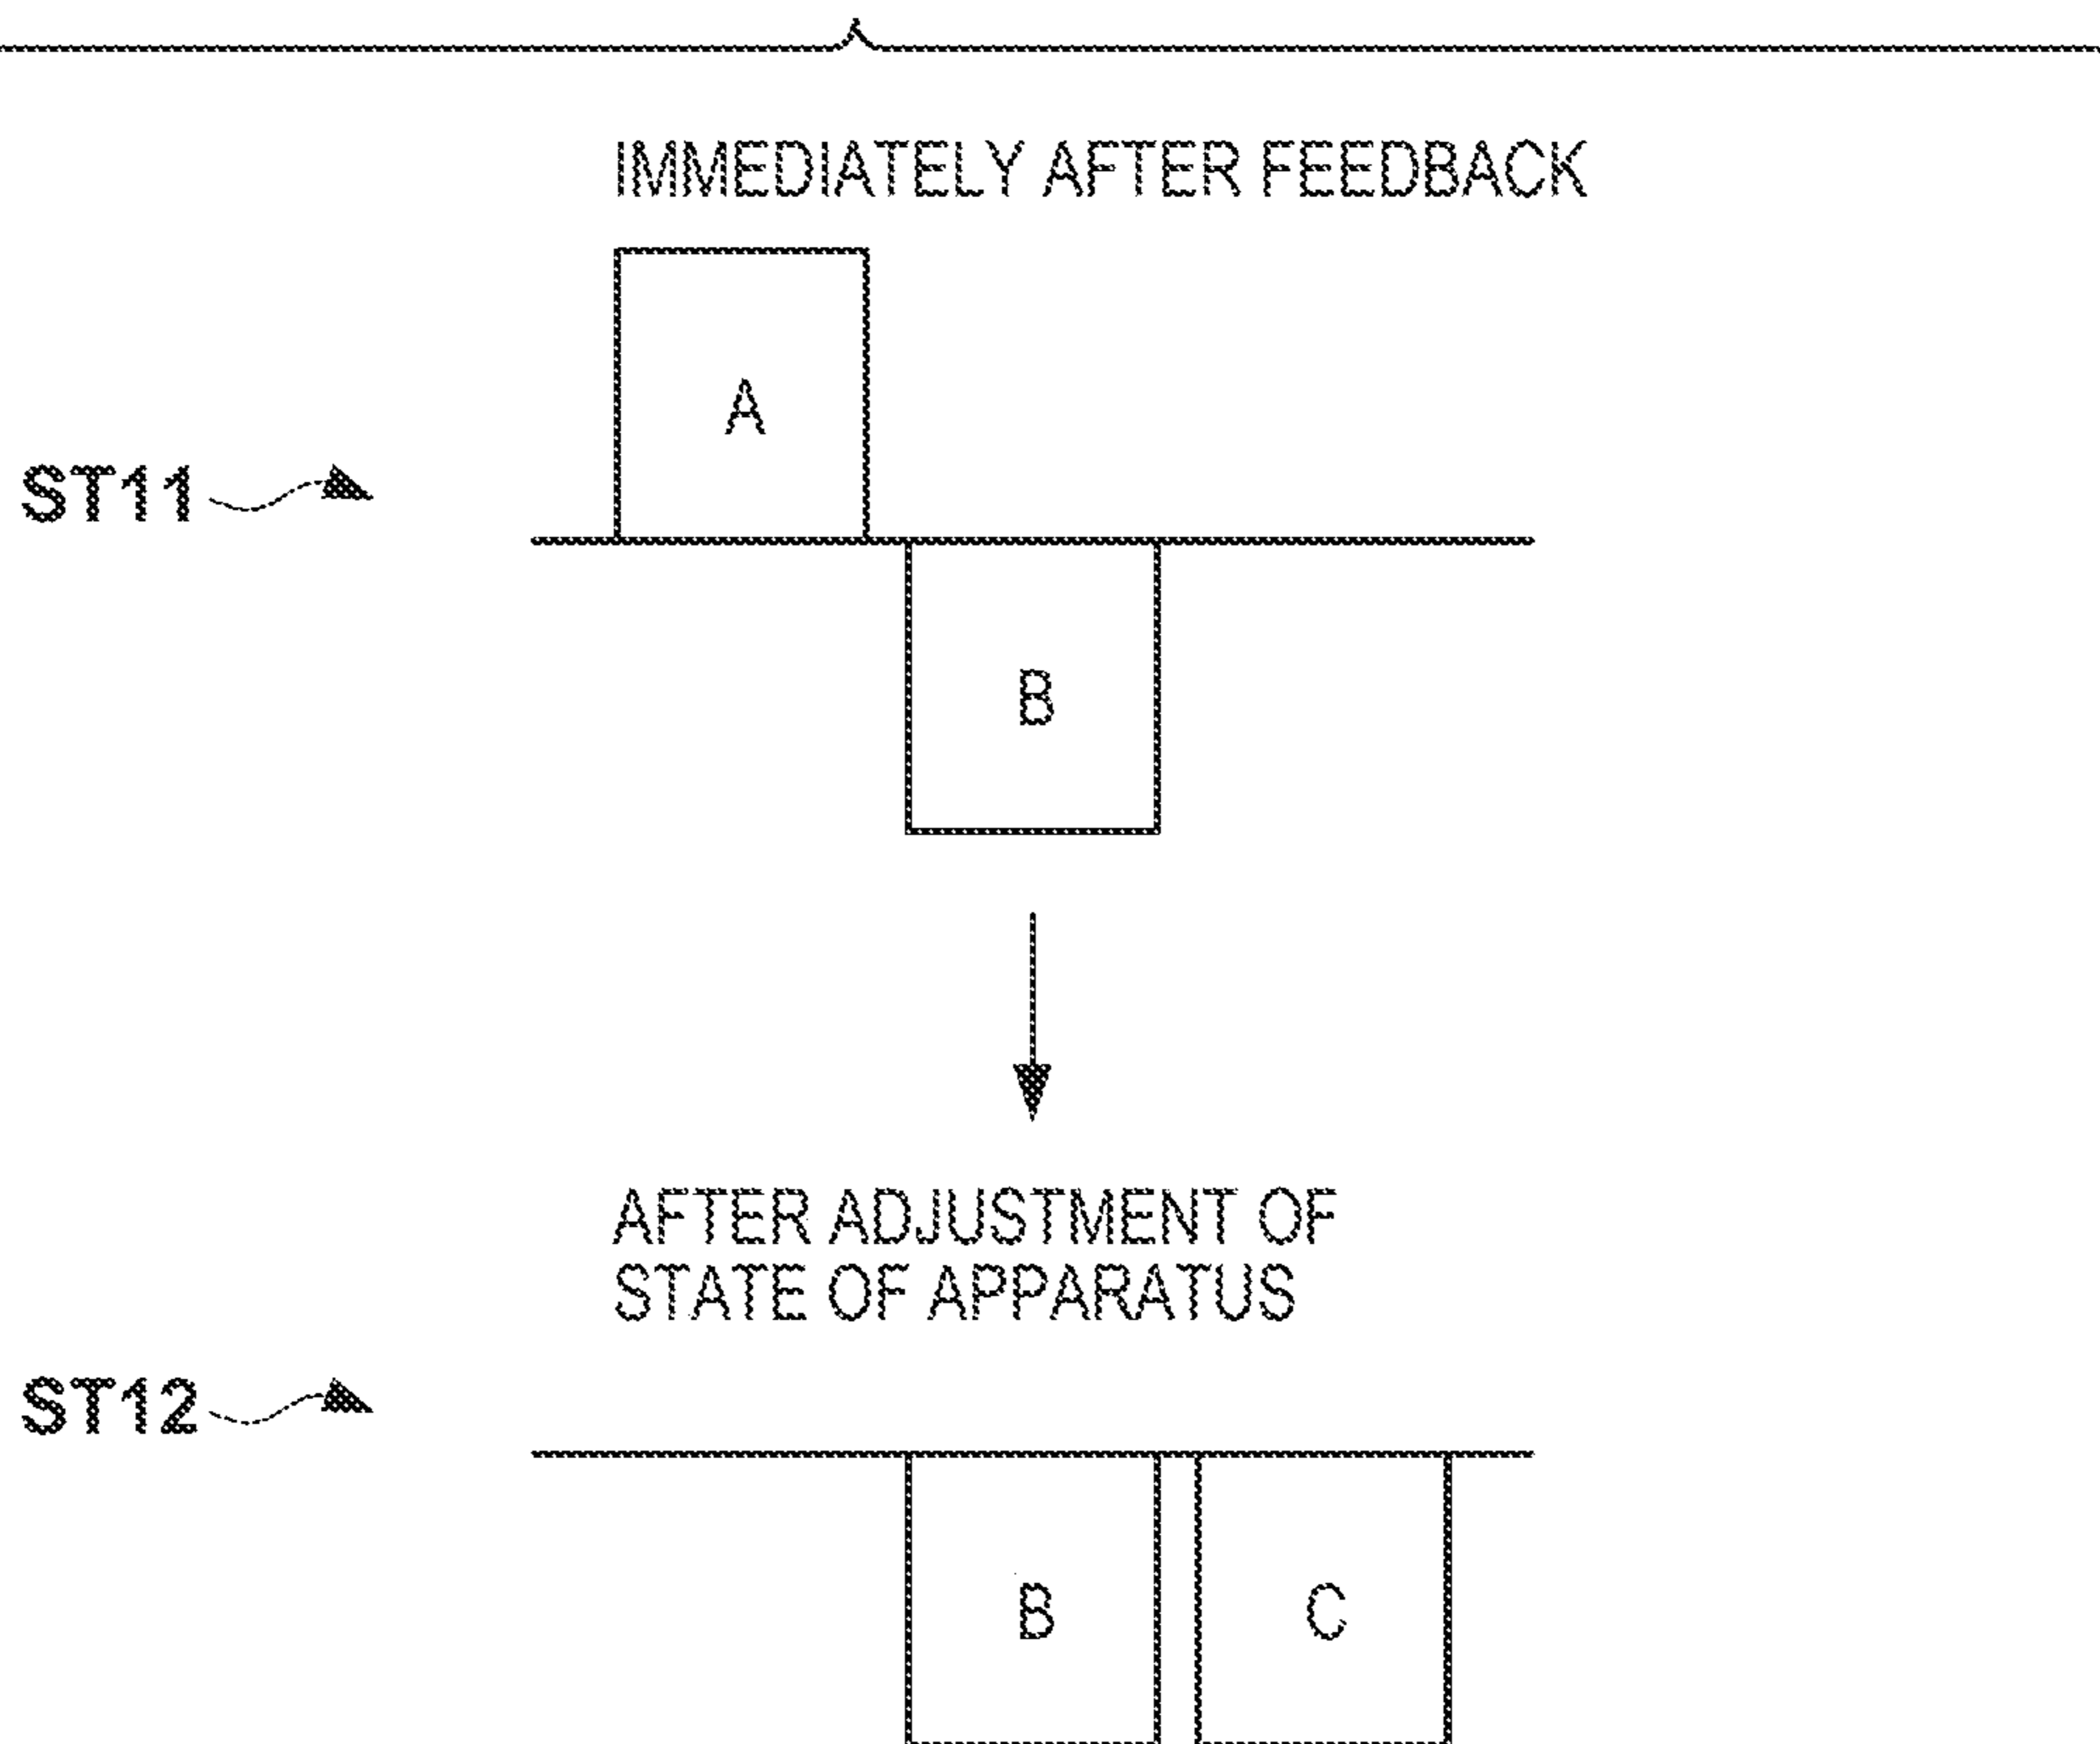 IMMEDIATELY AFTER FEEDBACK
A
ST11
B
AFTER ADJUSTMENT OF
STATE OF APPARATUS
ST12
B C